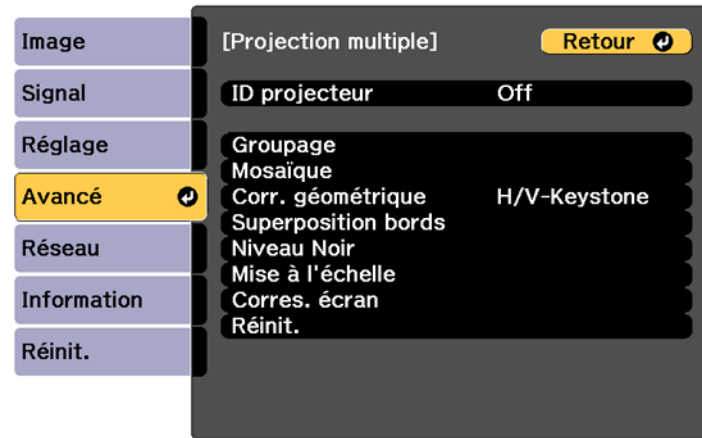 Image
Signal
Réglage
Avancé
Réseau
Information
Réinit.
[Projection multiple] Retour
ID projecteur Off
Groupage
Mosaïque
Corr. géométrique H/V-Keystone
Superposition bords
Niveau Noir
Mise à l'échelle
Corres. écran
Réinit.